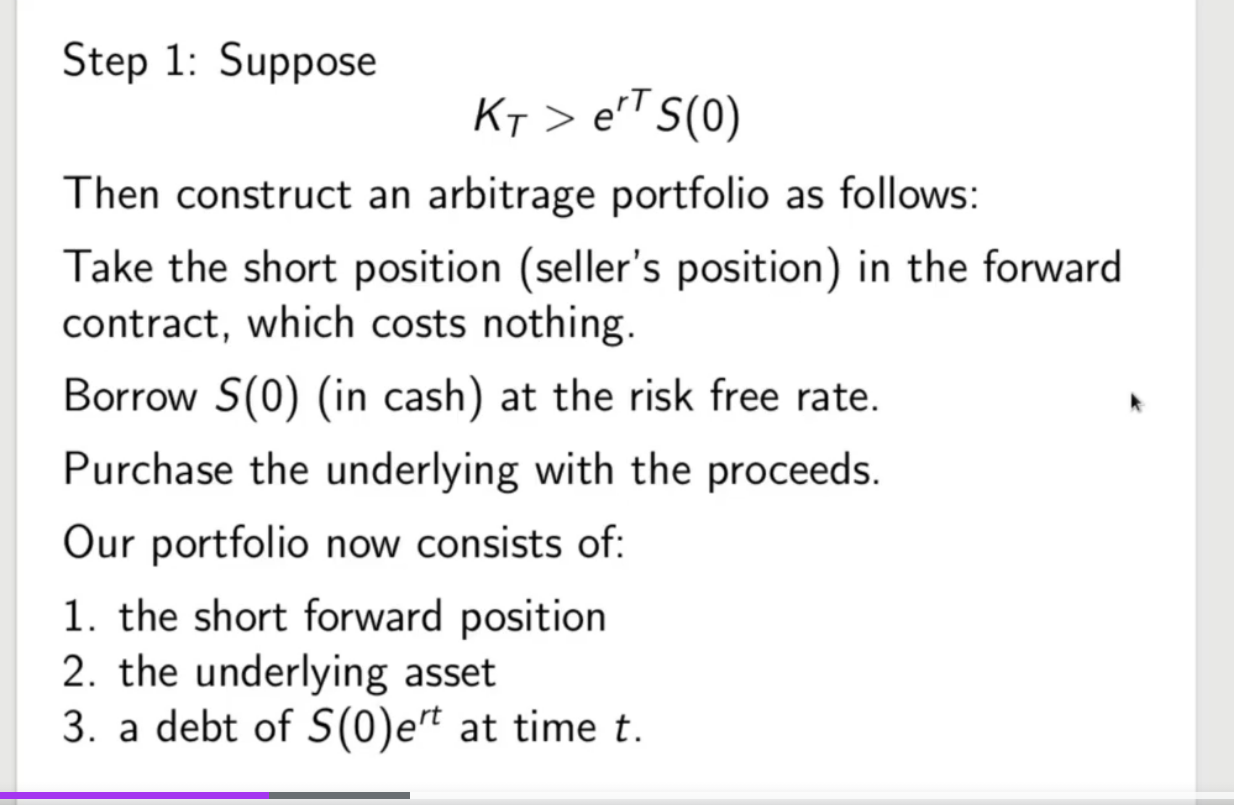 Step 1: Suppose
K_T > e^{rT} S(0)
Then construct an arbitrage portfolio as follows:
Take the short position (seller's position) in the forward
contract, which costs nothing.
Borrow S(0) (in cash) at the risk free rate.
Purchase the underlying with the proceeds.
Our portfolio now consists of:
1. the short forward position
2. the underlying asset
3. a debt of S(0)e^{rt} at time t.